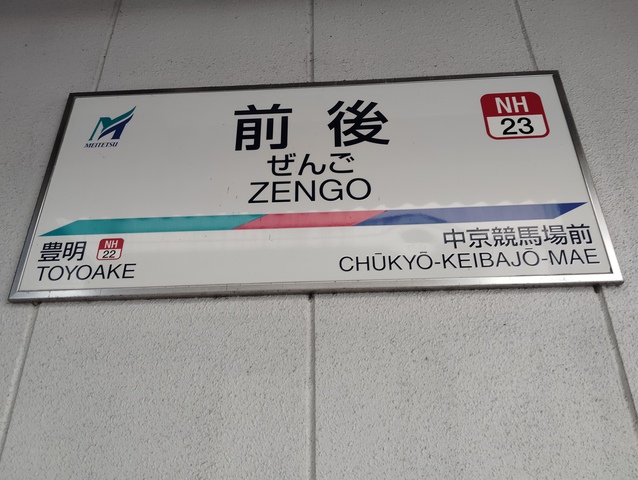 MEITETSU
前後
ぜんご
ZENGO
NH
23
豊明
NH
22
TOYOAKE
中京競馬場前
CHŪKYŌ-KEIBAJŌ-MAE